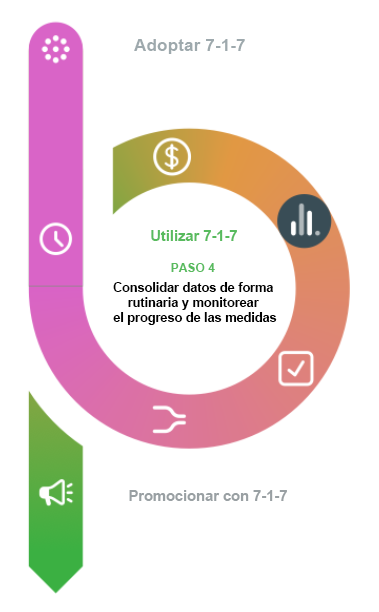 Adoptar 7-1-7
Utilizar 7-1-7
PASO 4
Consolidar datos de forma
rutinaria y monitorear
el progreso de las medidas
Promocionar con 7-1-7